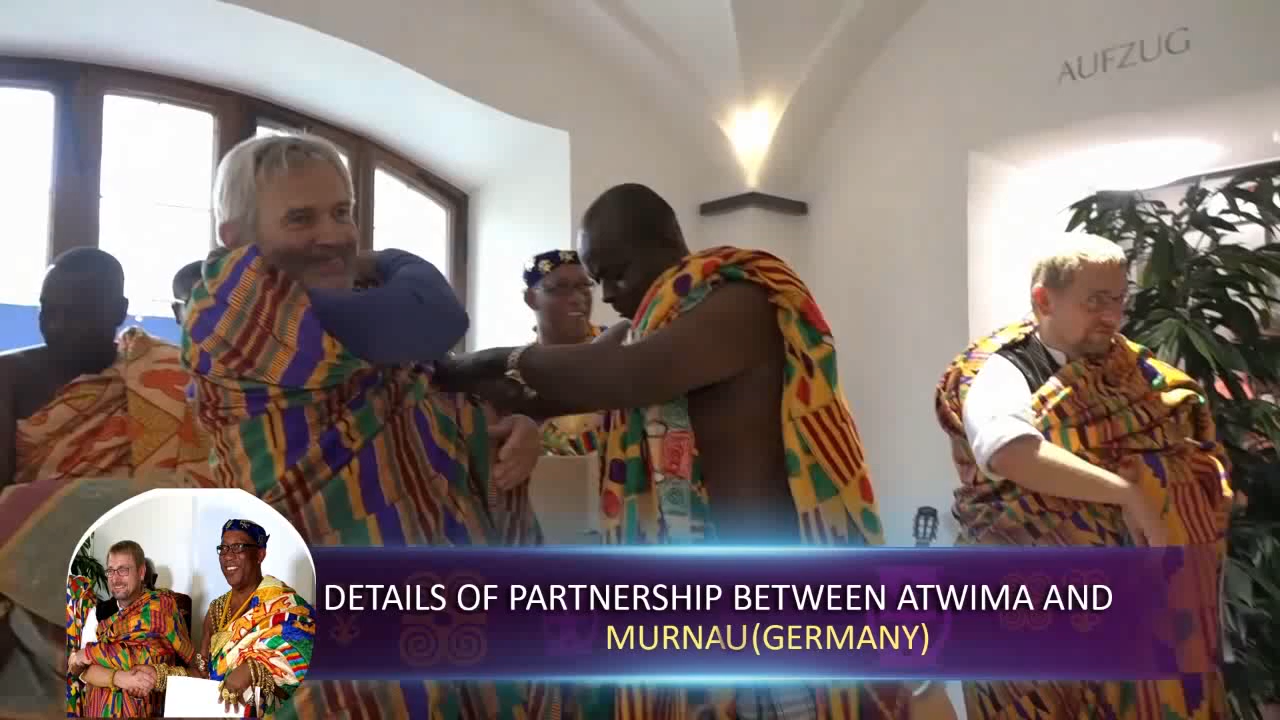 AUFZUG
DETAILS OF PARTNERSHIP BETWEEN ATWIMA AND
MURNAU(GERMANY)